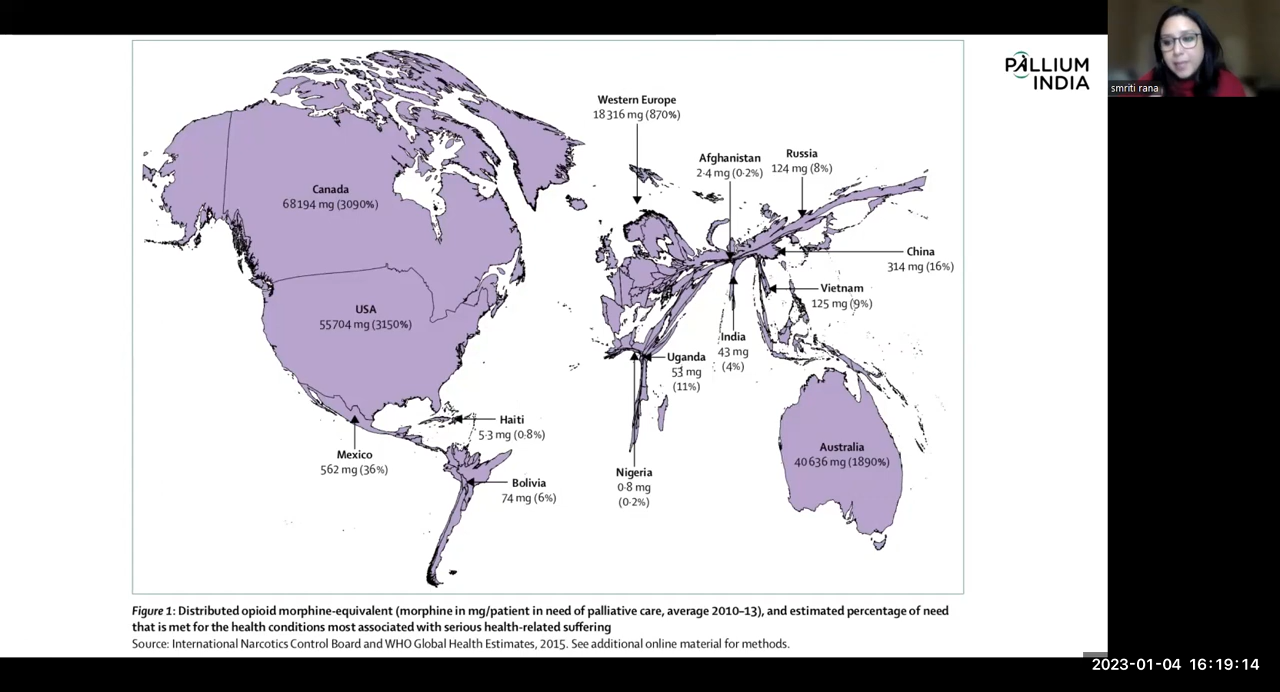 PALLIUM
INDIA
smriti rana
Western Europe
18 316 mg (870%)
Afghanistan
2·4 mg (0·2%)
Russia
124 mg (8%)
Canada
68 194 mg (3090%)
China
314 mg (16%)
Vietnam
125 mg (9%)
USA
55 704 mg (3150%)
India
43 mg
(4%)
Uganda
53 mg
(11%)
Haiti
5·3 mg (0·8%)
Mexico
562 mg (36%)
Australia
40 636 mg (1890%)
Nigeria
0·8 mg
(0·2%)
Bolivia
74 mg (6%)
Figure 1: Distributed opioid morphine-equivalent (morphine in mg/patient in need of palliative care, average 2010–13), and estimated percentage of need
that is met for the health conditions most associated with serious health-related suffering
Source: International Narcotics Control Board and WHO Global Health Estimates, 2015. See additional online material for methods.
2023-01-04 16:19:14